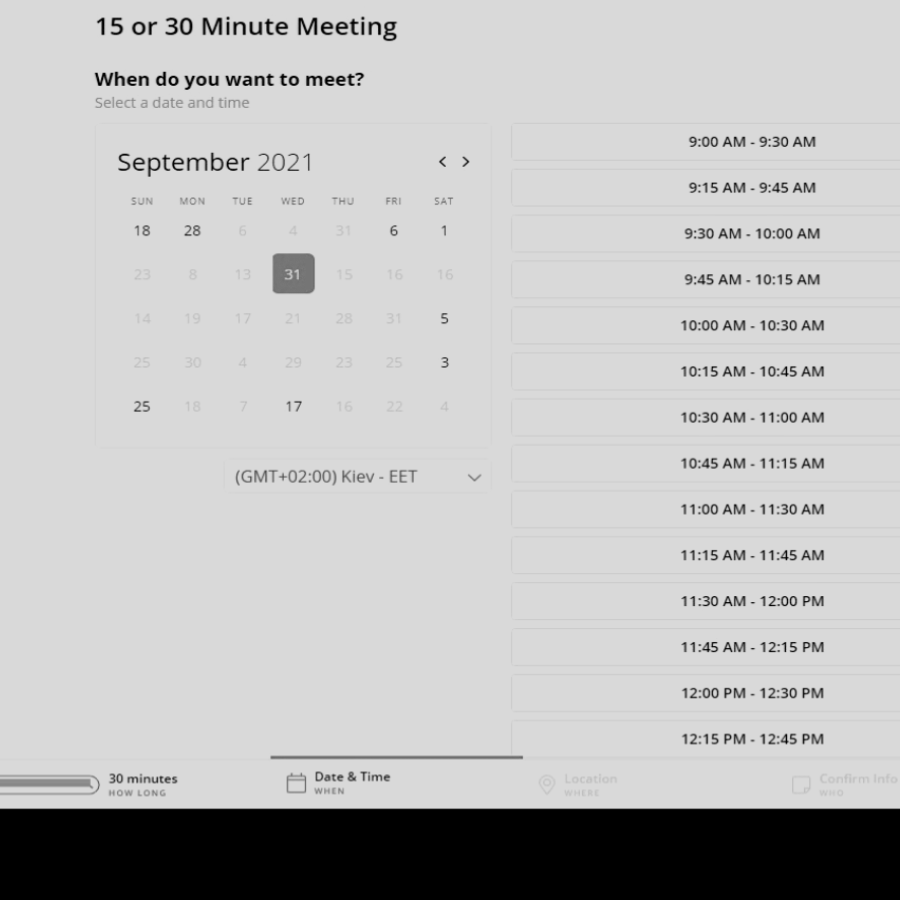 15 or 30 Minute Meeting
When do you want to meet?
Select a date and time
September 2021
SUN MON TUE WED THU FRI SAT
18 28 6 4 31 6 1
23 8 13 31 15 16 16
14 19 17 21 28 31 5
25 30 4 29 23 25 3
25 18 7 17 16 22 4
(GMT+02:00) Kiev - EET
9:00 AM - 9:30 AM
9:15 AM - 9:45 AM
9:30 AM - 10:00 AM
9:45 AM - 10:15 AM
10:00 AM - 10:30 AM
10:15 AM - 10:45 AM
10:30 AM - 11:00 AM
10:45 AM - 11:15 AM
11:00 AM - 11:30 AM
11:15 AM - 11:45 AM
11:30 AM - 12:00 PM
11:45 AM - 12:15 PM
12:00 PM - 12:30 PM
12:15 PM - 12:45 PM
30 minutes
HOW LONG
Date & Time
WHEN
Location
WHERE
Confirm Info
WHO